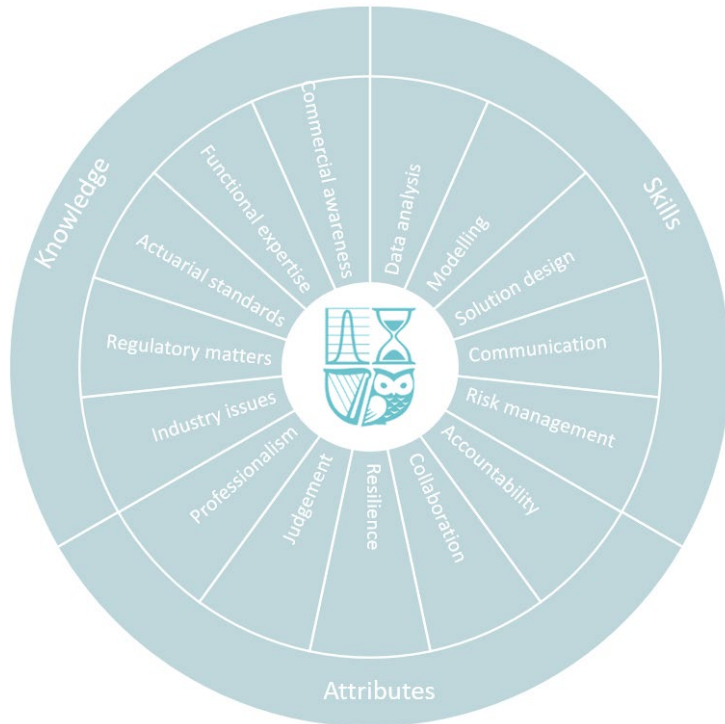 Knowledge
Skills
Attributes
Commercial awareness
Functional expertise
Actuarial standards
Regulatory matters
Industry issues
Data analysis
Modelling
Solution design
Communication
Risk management
Accountability
Collaboration
Resilience
Judgement
Professionalism